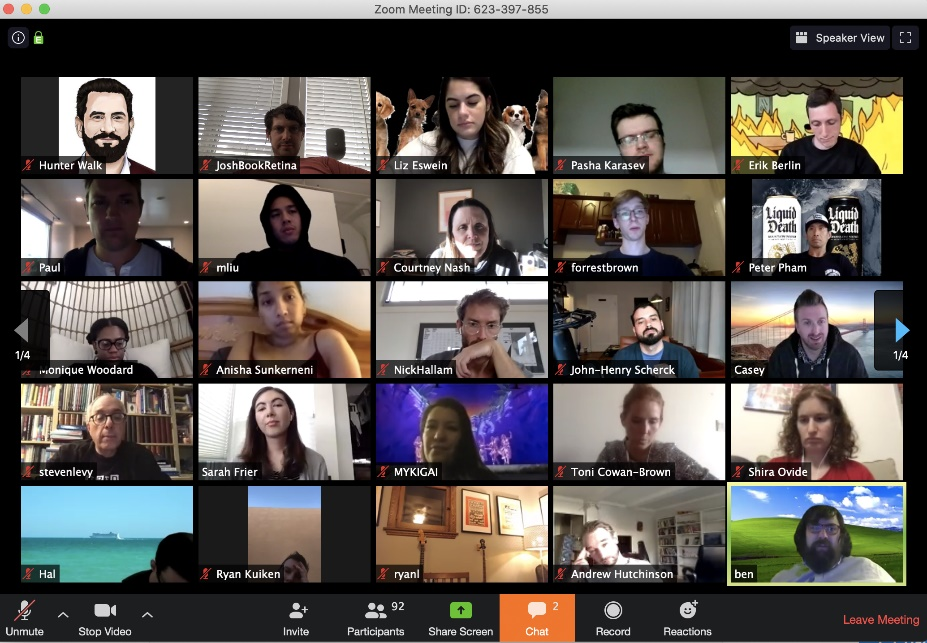 Zoom Meeting ID: 623-397-855
Speaker View
Hunter Walk
JoshBookRetina
Liz Eswein
Pasha Karasev
Erik Berlin
Paul
mliu
Courtney Nash
forrestbrown
Liquid Death
Liquid Death
Peter Pham
1/4
Monique Woodard
Anisha Sunkerneni
NickHallam
John-Henry Scherck
Casey
1/4
stevenlevy
Sarah Frier
MYKIGAI
Toni Cowan-Brown
Shira Ovide
Hal
Ryan Kuiken
ryanl
Andrew Hutchinson
ben
Unmute
Stop Video
Invite
92
Participants
Share Screen
2
Chat
Record
Reactions
Leave Meeting